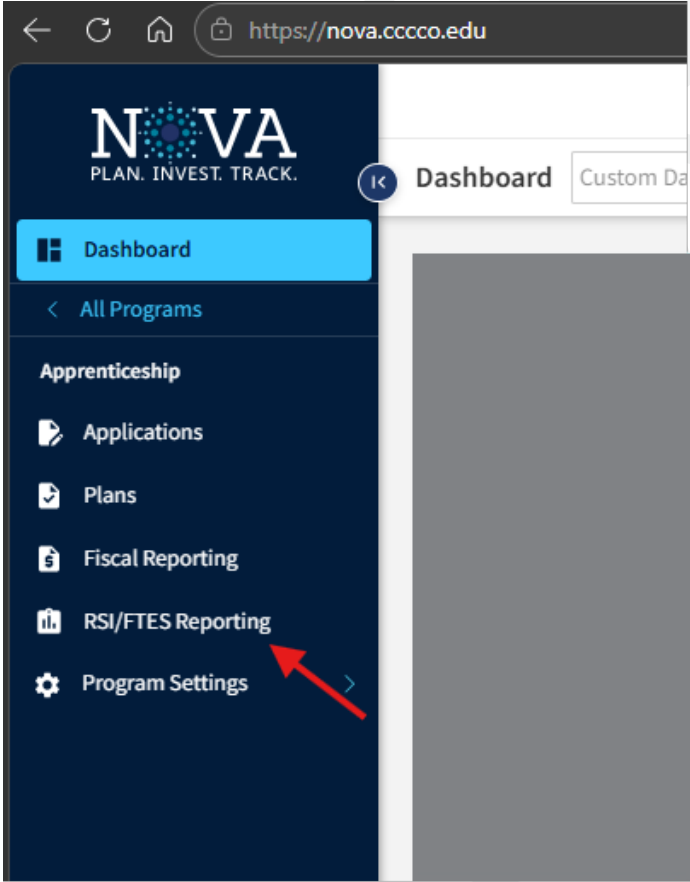 https://nova.cccco.edu
NOVA
PLAN. INVEST. TRACK.
Dashboard Custom Da
Dashboard
All Programs
Apprenticeship
Applications
Plans
Fiscal Reporting
RSI/FTES Reporting
Program Settings